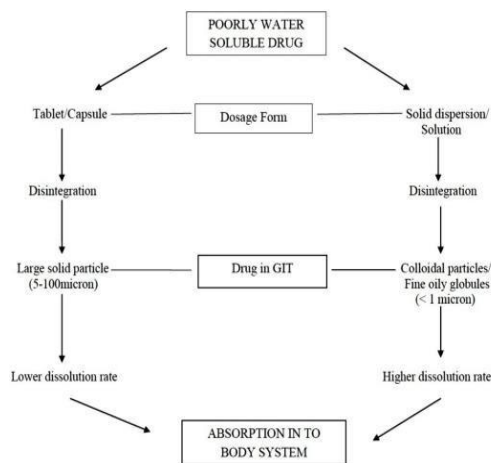 POORLY WATER
SOLUBLE DRUG
Tablet/Capsule
Dosage Form
Solid dispersion/
Solution
Disintegration
Disintegration
Large solid particle
(5-100micron)
Drug in GIT
Colloidal particles/
Fine oily globules
(< 1 micron)
Lower dissolution rate
Higher dissolution rate
ABSORPTION IN TO
BODY SYSTEM